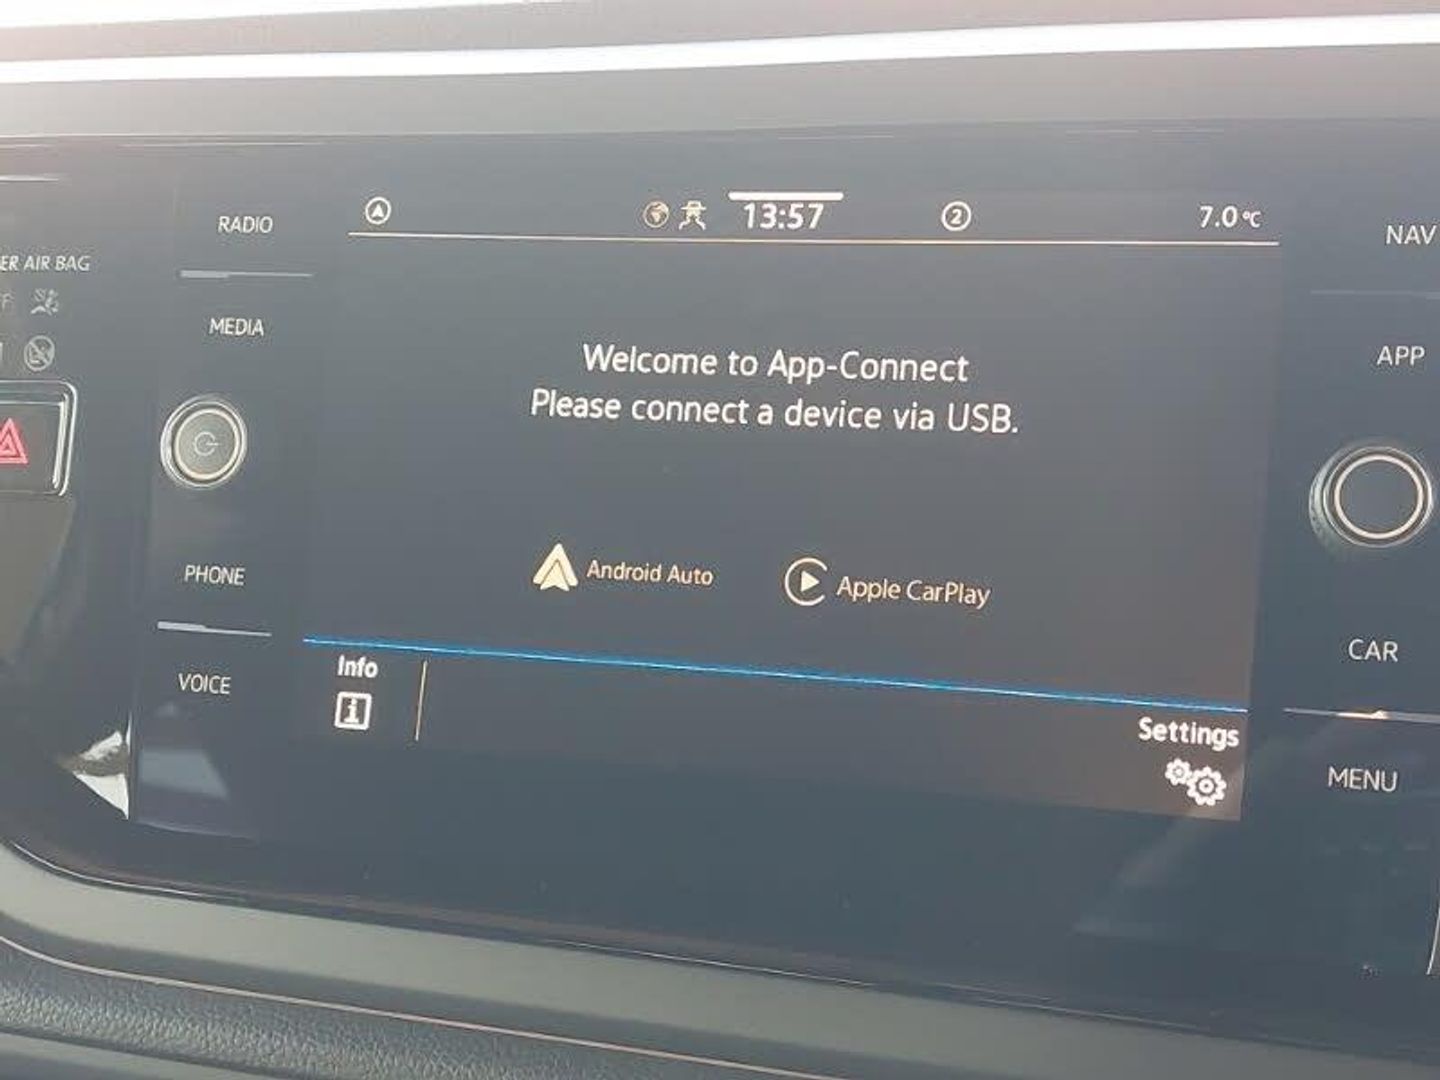 RADIO
13:57
2
7.0°C
NAV
ER AIR BAG
MEDIA
Welcome to App-Connect
APP
Please connect a device via USB.
PHONE
Android Auto
Apple CarPlay
CAR
Info
VOICE
Settings
MENU